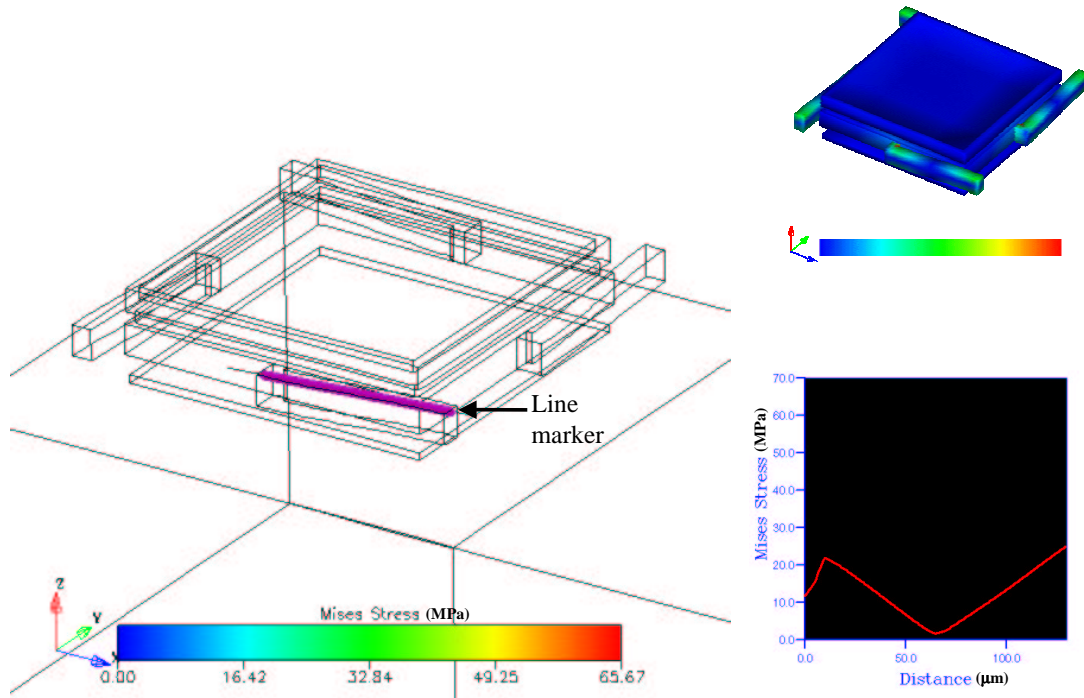 Line
marker
Z
Y
X
Mises Stress (MPa)
0.00 16.42 32.84 49.25 65.67
Mises Stress (MPa)
70.0
60.0
50.0
40.0
30.0
20.0
10.0
0.0
0.0 50.0 100.0
Distance (μm)